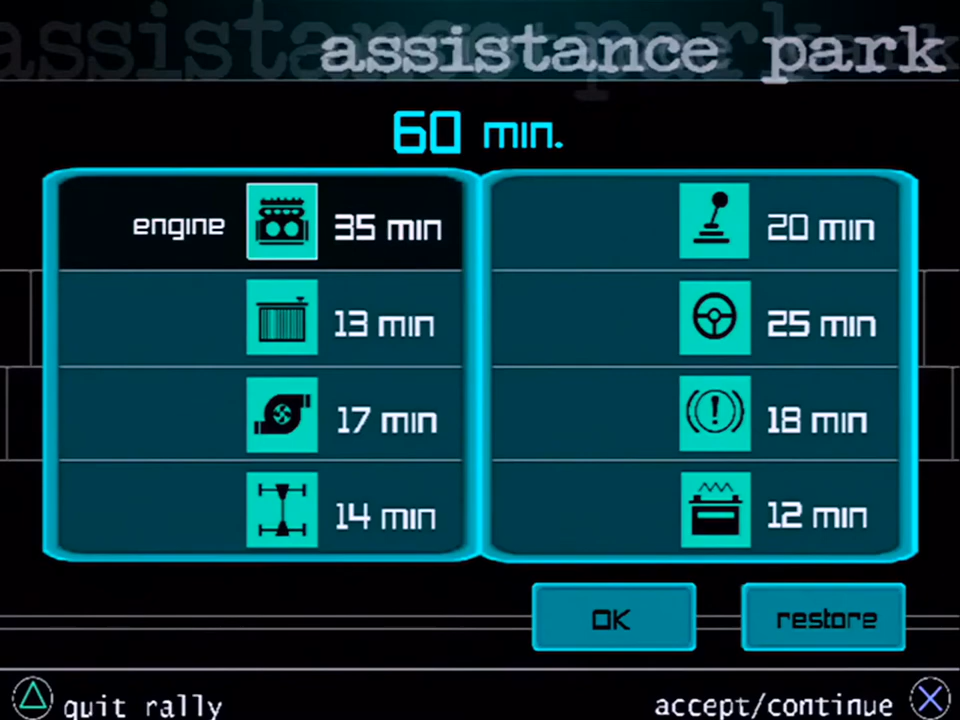 assistance park
60 min.
engine 35 min
20 min
13 min
25 min
17 min
18 min
14 min
12 min
OK
restore
quit rally
accept/continue